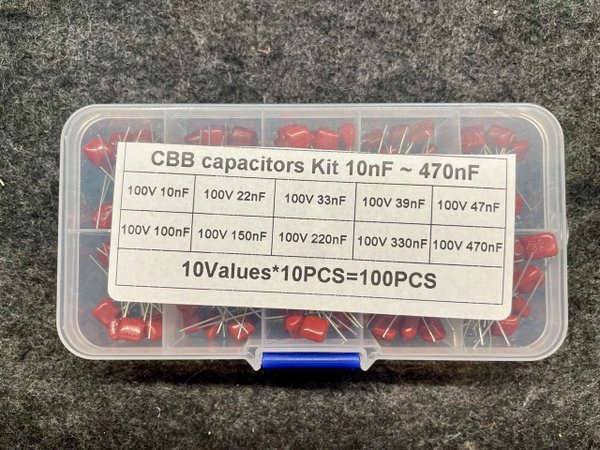 CBB capacitors Kit 10nF ~ 470nF
100V 10nF 100V 22nF 100V 33nF 100V 39nF 100V 47nF
100V 100nF 100V 150nF 100V 220nF 100V 330nF 100V 470nF
10Values*10PCS=100PCS